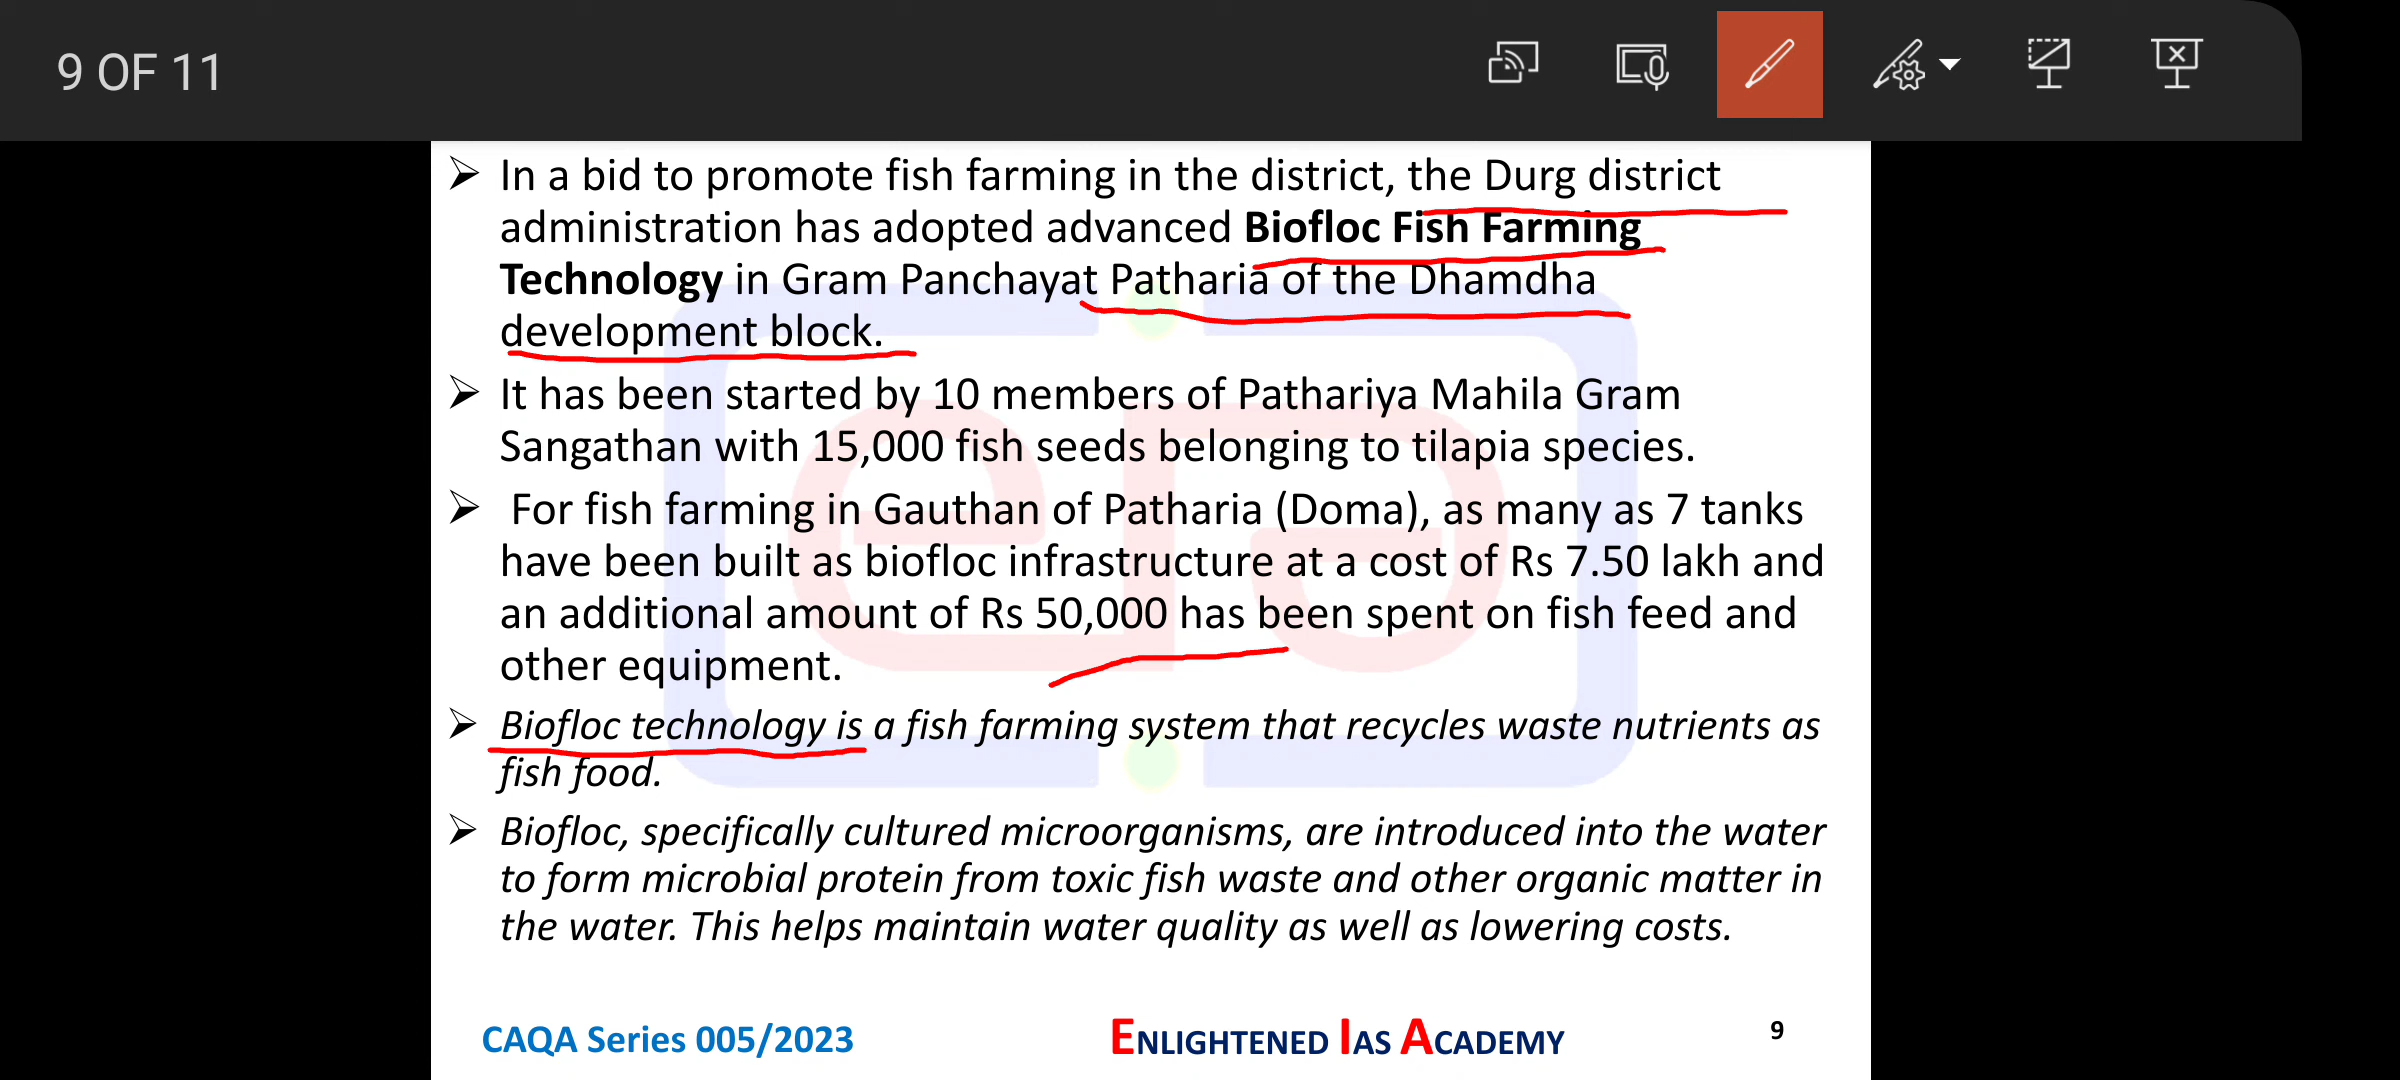 9 OF 11
➢ In a bid to promote fish farming in the district, the Durg district
administration has adopted advanced Biofloc Fish Farming
Technology in Gram Panchayat Patharia of the Dhamdha
development block.
➢ It has been started by 10 members of Pathariya Mahila Gram
Sangathan with 15,000 fish seeds belonging to tilapia species.
➢ For fish farming in Gauthan of Patharia (Doma), as many as 7 tanks
have been built as biofloc infrastructure at a cost of Rs 7.50 lakh and
an additional amount of Rs 50,000 has been spent on fish feed and
other equipment.
➢ Biofloc technology is a fish farming system that recycles waste nutrients as
fish food.
➢ Biofloc, specifically cultured microorganisms, are introduced into the water
to form microbial protein from toxic fish waste and other organic matter in
the water. This helps maintain water quality as well as lowering costs.
CAQA Series 005/2023 ENLIGHTENED IAS ACADEMY 9